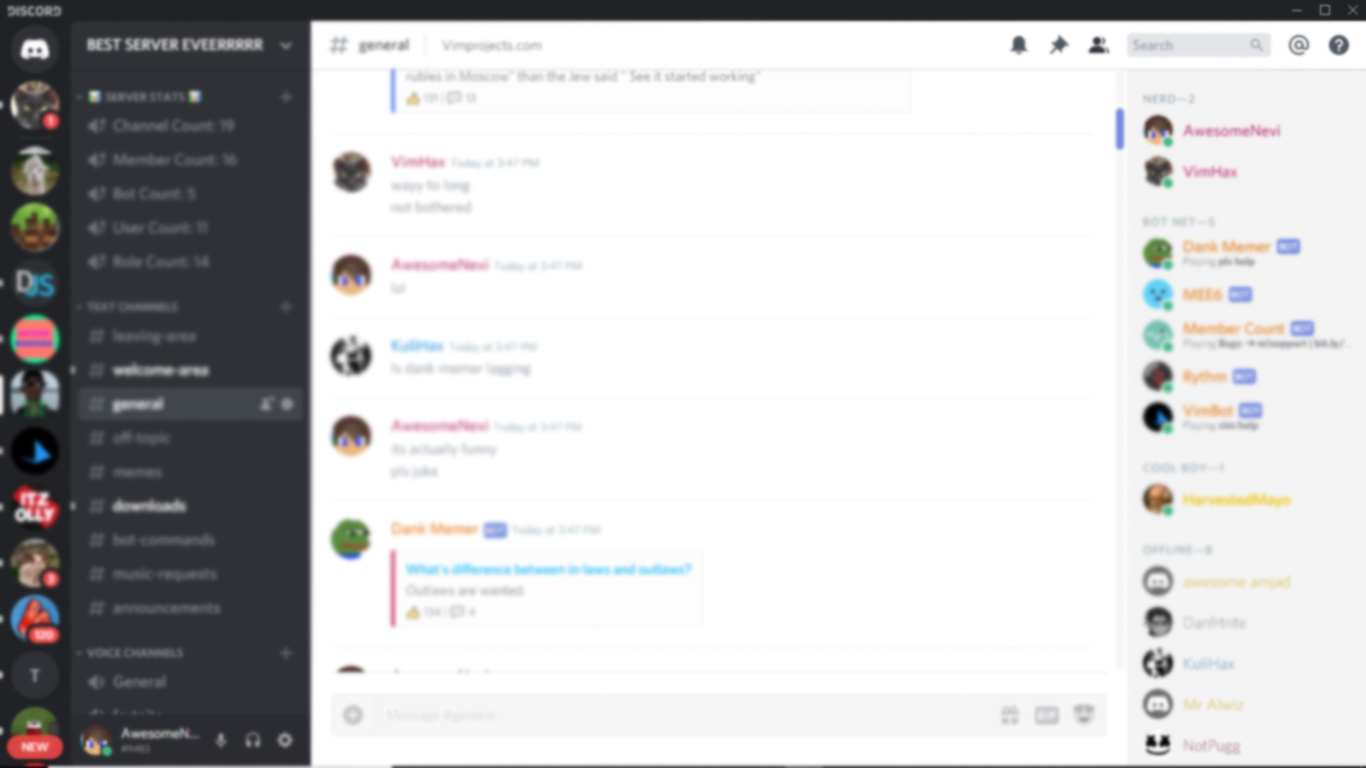 DISCORD
BEST SERVER EVEERRRRR
general
Vimprojects.com
Search
SERVER STATS
Channel Count: 19
Member Count: 16
Bot Count: 5
User Count: 11
Role Count: 14
TEXT CHANNELS
leaving-area
welcome-area
general
off-topic
memes
downloads
bot-commands
music-requests
announcements
VOICE CHANNELS
General
AwesomeN...
#9483
DJS
ITZ
OLLY
1
3
120
T
NEW
rubles in Moscow" than the Jew said " See it started working"
131 | 13
VimHax Today at 3:47 PM
wayy to long
not bothered
AwesomeNevi Today at 3:47 PM
lol
KuliHax Today at 3:47 PM
Is dank memer lagging
AwesomeNevi Today at 3:47 PM
Its actually funny
pls joke
Dank Memer BOT Today at 3:47 PM
What's difference between in-laws and outlaws?
Outlaws are wanted.
134 | 4
Message #general
GIF
NERD—2
AwesomeNevi
VimHax
BOT NET—5
Dank Memer BOT
Playing pls help
MEE6 BOT
Member Count BOT
Playing
Rythm BOT
VimBot BOT
Playing
COOL BOY—1
HarvestedMayo
OFFLINE—8
awesome amjad
Danfrtnte
KuliHax
Mr Alwiz
NotPugg